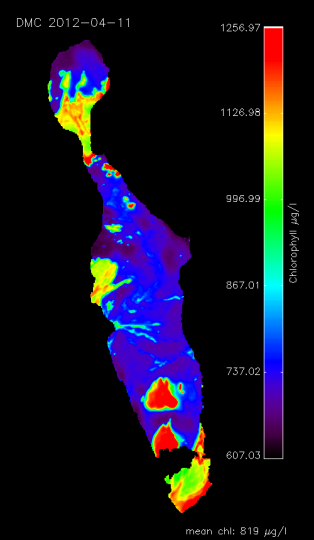 DMC 2012-04-11
1256.97
1126.98
996.99
Chlorophyll µg/l
867.01
737.02
607.03
mean chl: 819 µg/l